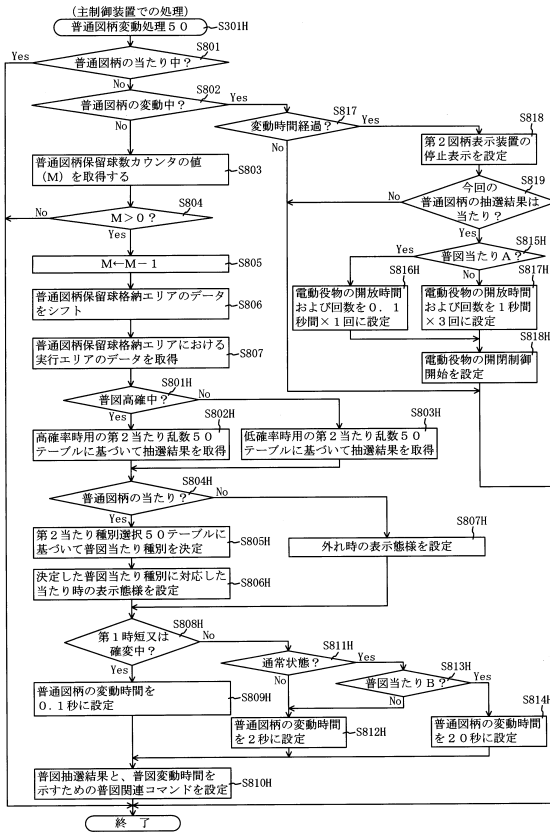 (主制御装置での処理)
普通図柄変動処理50
S301H
S801
普通図柄の当たり中？
Yes
No
S802
普通図柄の変動中？
Yes
No
S817
変動時間経過？
Yes
No
S818
第2図柄表示装置の
停止表示を設定
S819
今回の
普通図柄の抽選結果は
当たり？
No
Yes
S815H
普図当たりA？
Yes
No
S816H
電動役物の開放時間
および回数を0．1
秒間×1回に設定
S817H
電動役物の開放時間
および回数を1秒間
×3回に設定
S818H
電動役物の開閉制御
開始を設定
普通図柄保留球数カウンタの値
(M)を取得する
S803
S804
M＞0？
No
Yes
M←M－1
S805
普通図柄保留球格納エリアのデータ
をシフト
S806
普通図柄保留球格納エリアにおける
実行エリアのデータを取得
S807
S801H
普図高確中？
No
Yes
S802H
高確率時用の第2当たり乱数50
テーブルに基づいて抽選結果を取得
S803H
低確率時用の第2当たり乱数50
テーブルに基づいて抽選結果を取得
S804H
普通図柄の当たり？
No
Yes
第2当たり種別選択50テーブルに
基づいて普図当たり種別を決定
S805H
S807H
外れ時の表示態様を設定
決定した普図当たり種別に対応した
当たり時の表示態様を設定
S806H
S808H
第1時短又は
確変中？
No
Yes
S811H
通常状態？
Yes
No
S813H
普図当たりB？
Yes
No
普通図柄の変動時間を
0.1秒に設定
S809H
普通図柄の変動時間
を2秒に設定
S812H
S814H
普通図柄の変動時間
を20秒に設定
普図抽選結果と、普図変動時間を
示すための普図関連コマンドを設定
S810H
終 了